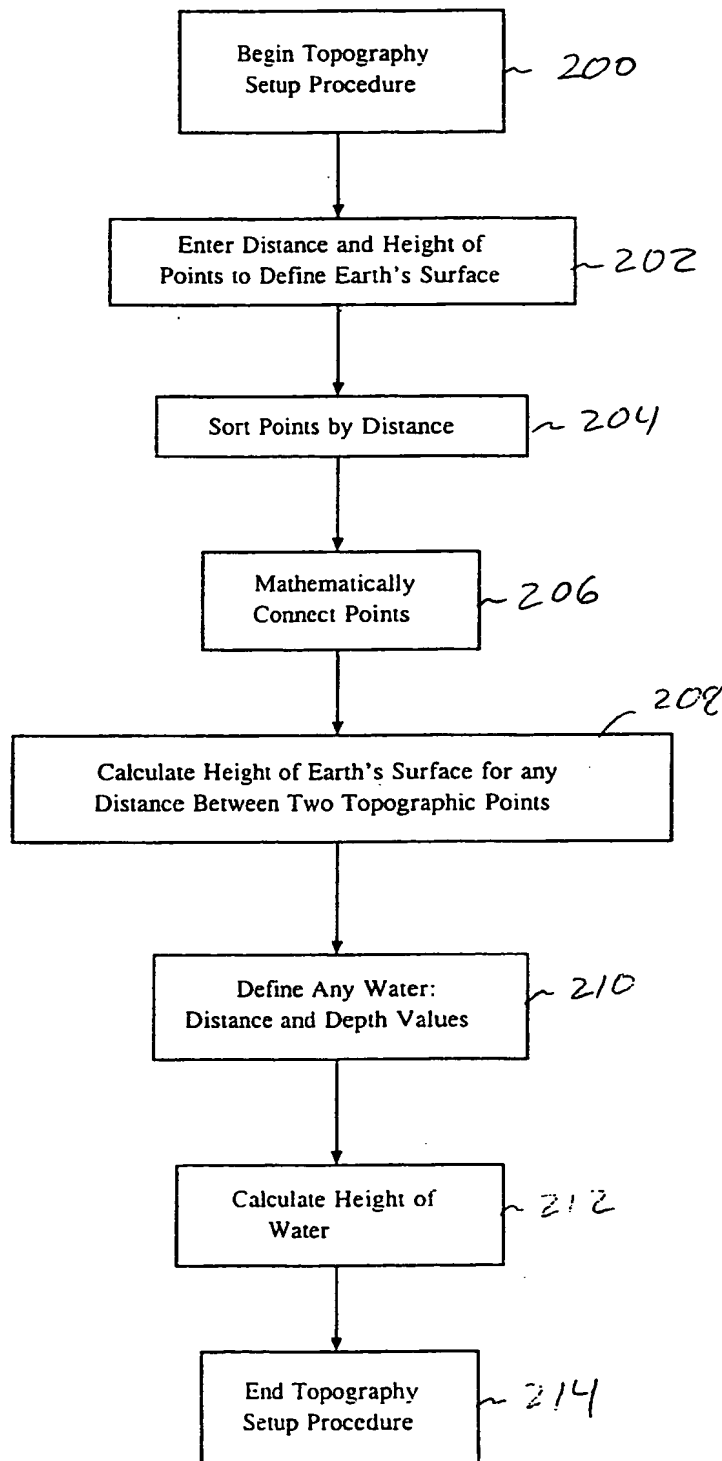 Begin Topography
Setup Procedure
200
Enter Distance and Height of
Points to Define Earth's Surface
202
Sort Points by Distance
204
Mathematically
Connect Points
206
208
Calculate Height of Earth's Surface for any
Distance Between Two Topographic Points
Define Any Water:
Distance and Depth Values
210
Calculate Height of
Water
212
End Topography
Setup Procedure
214